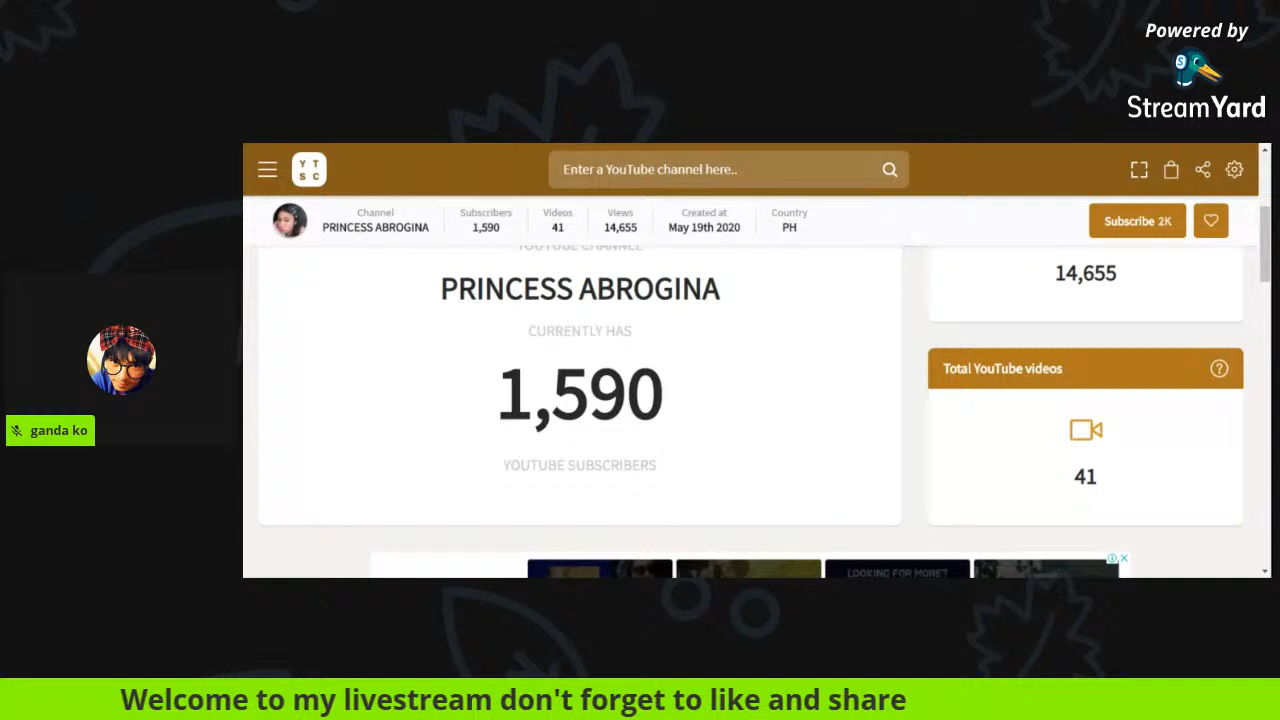 Powered by
StreamYard
Y T
S C
Enter a YouTube channel here..
Channel
PRINCESS ABROGINA
Subscribers
1,590
Videos
41
Views
14,655
Created at
May 19th 2020
Country
PH
Subscribe 2K
YOUTUBE CHANNEL
PRINCESS ABROGINA
CURRENTLY HAS
1,590
YOUTUBE SUBSCRIBERS
14,655
Total YouTube videos
41
LOOKING FOR MORE?
ganda ko
Welcome to my livestream don't forget to like and share